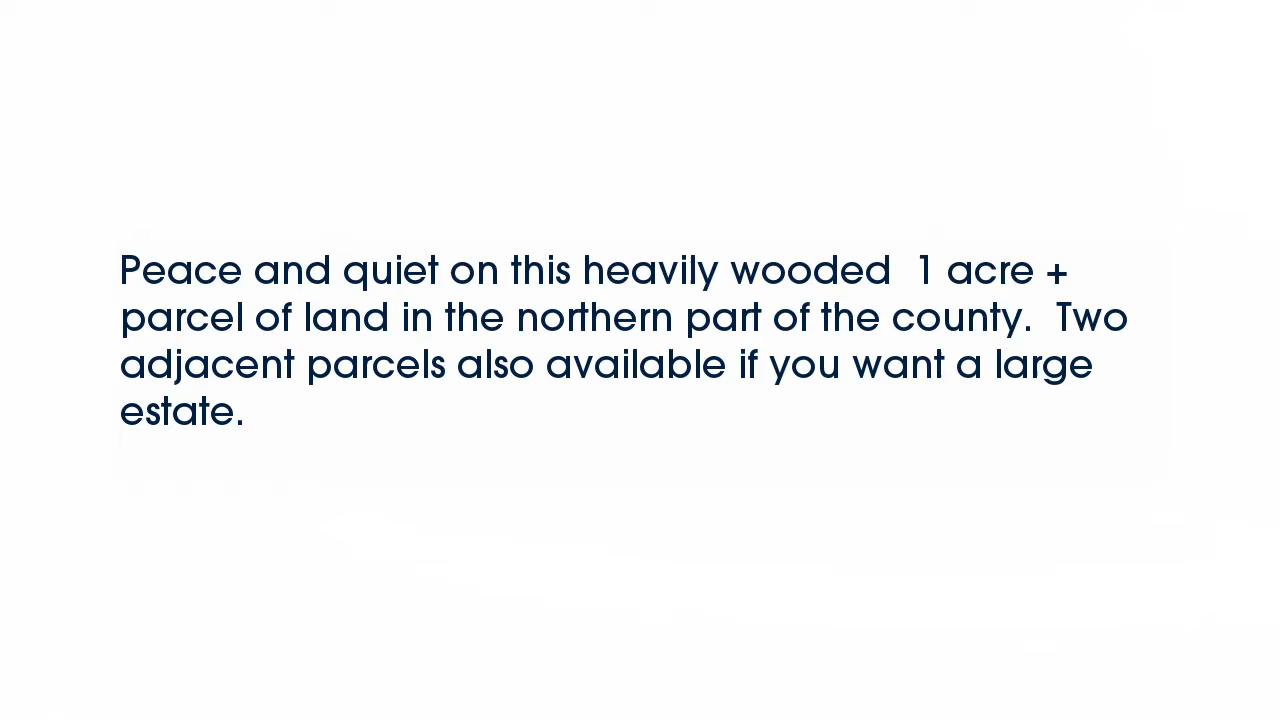 Peace and quiet on this heavily wooded  1 acre +
parcel of land in the northern part of the county.  Two
adjacent parcels also available if you want a large
estate.